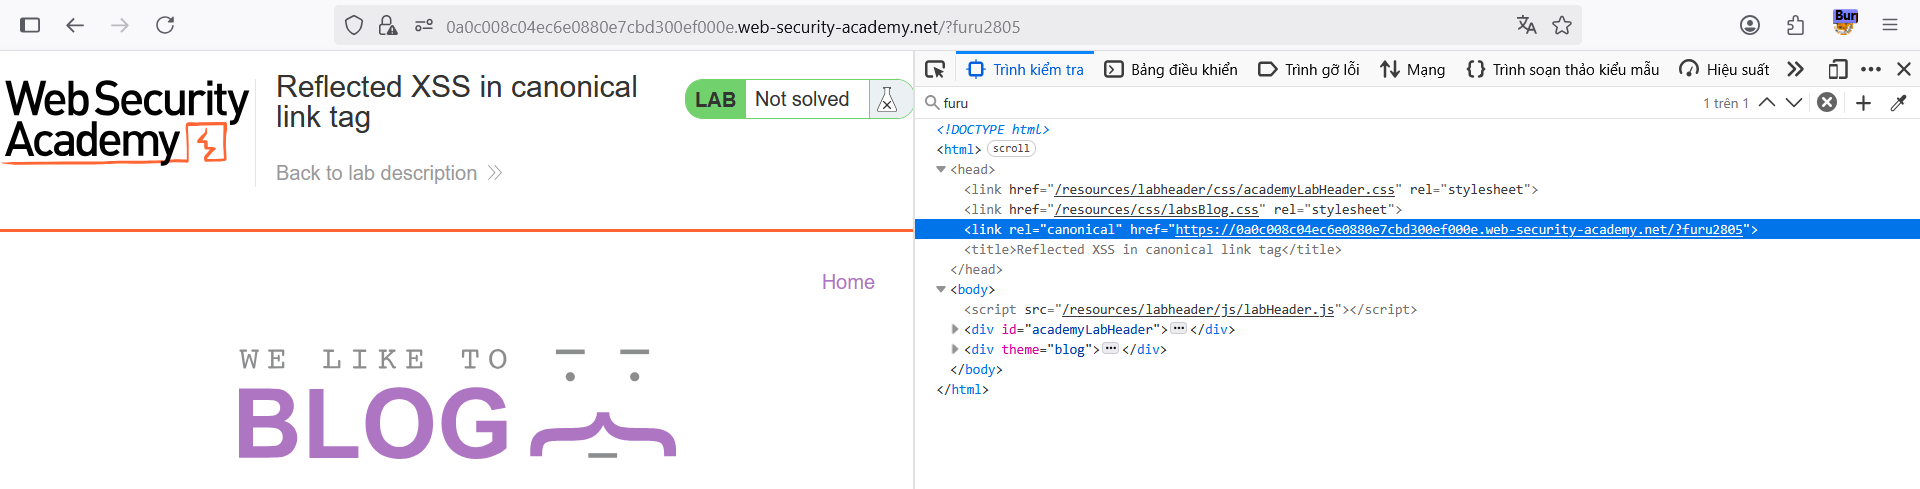 0a0c008c04ec6e0880e7cbd300ef000e.web-security-academy.net/?furu2805
Burp
Web Security
Academy
Reflected XSS in canonical
link tag
Back to lab description
LAB Not solved
Home
WE LIKE TO
BLOG
Trình kiểm tra Bảng điều khiển Trình gỡ lỗi Mạng Trình soạn thảo kiểu mẫu Hiệu suất
furu 1 trên 1
<!DOCTYPE html>
<html> scroll
<head>
<link href="/resources/labheader/css/academyLabHeader.css" rel="stylesheet">
<link href="/resources/css/labsBlog.css" rel="stylesheet">
<link rel="canonical" href="https://0a0c008c04ec6e0880e7cbd300ef000e.web-security-academy.net/?furu2805">
<title>Reflected XSS in canonical link tag</title>
</head>
<body>
<script src="/resources/labheader/js/labHeader.js"></script>
<div id="academyLabHeader"></div>
<div theme="blog"></div>
</body>
</html>